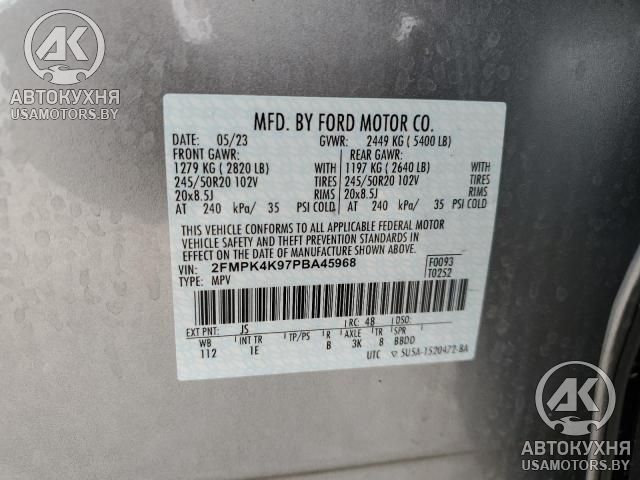 АК
АВТОКУХНЯ
USAMOTORS.BY
MFD. BY FORD MOTOR CO.
DATE: 05/23 GVWR: 2449 KG ( 5400 LB)
FRONT GAWR: REAR GAWR:
1279 KG ( 2820 LB) WITH 1197 KG ( 2640 LB) WITH
245/50R20 102V TIRES 245/50R20 102V TIRES
20x8.5J RIMS 20x8.5J RIMS
AT 240 kPa/ 35 PSI COLD AT 240 kPa/ 35 PSI COLD
THIS VEHICLE CONFORMS TO ALL APPLICABLE FEDERAL MOTOR
VEHICLE SAFETY AND THEFT PREVENTION STANDARDS IN
EFFECT ON THE DATE OF MANUFACTURE SHOWN ABOVE.
VIN: 2FMPK4K97PBA45968 F0093
TYPE: MPV T0252
EXT PNT: JS RC: 48 DSO:
WB INT TR TP/PS R AXLE TR SPR
112 1E B 3K 8 BBDD
UTC ▽ 5U5A-1520472-BA
АК
АВТОКУХНЯ
USAMOTORS.BY